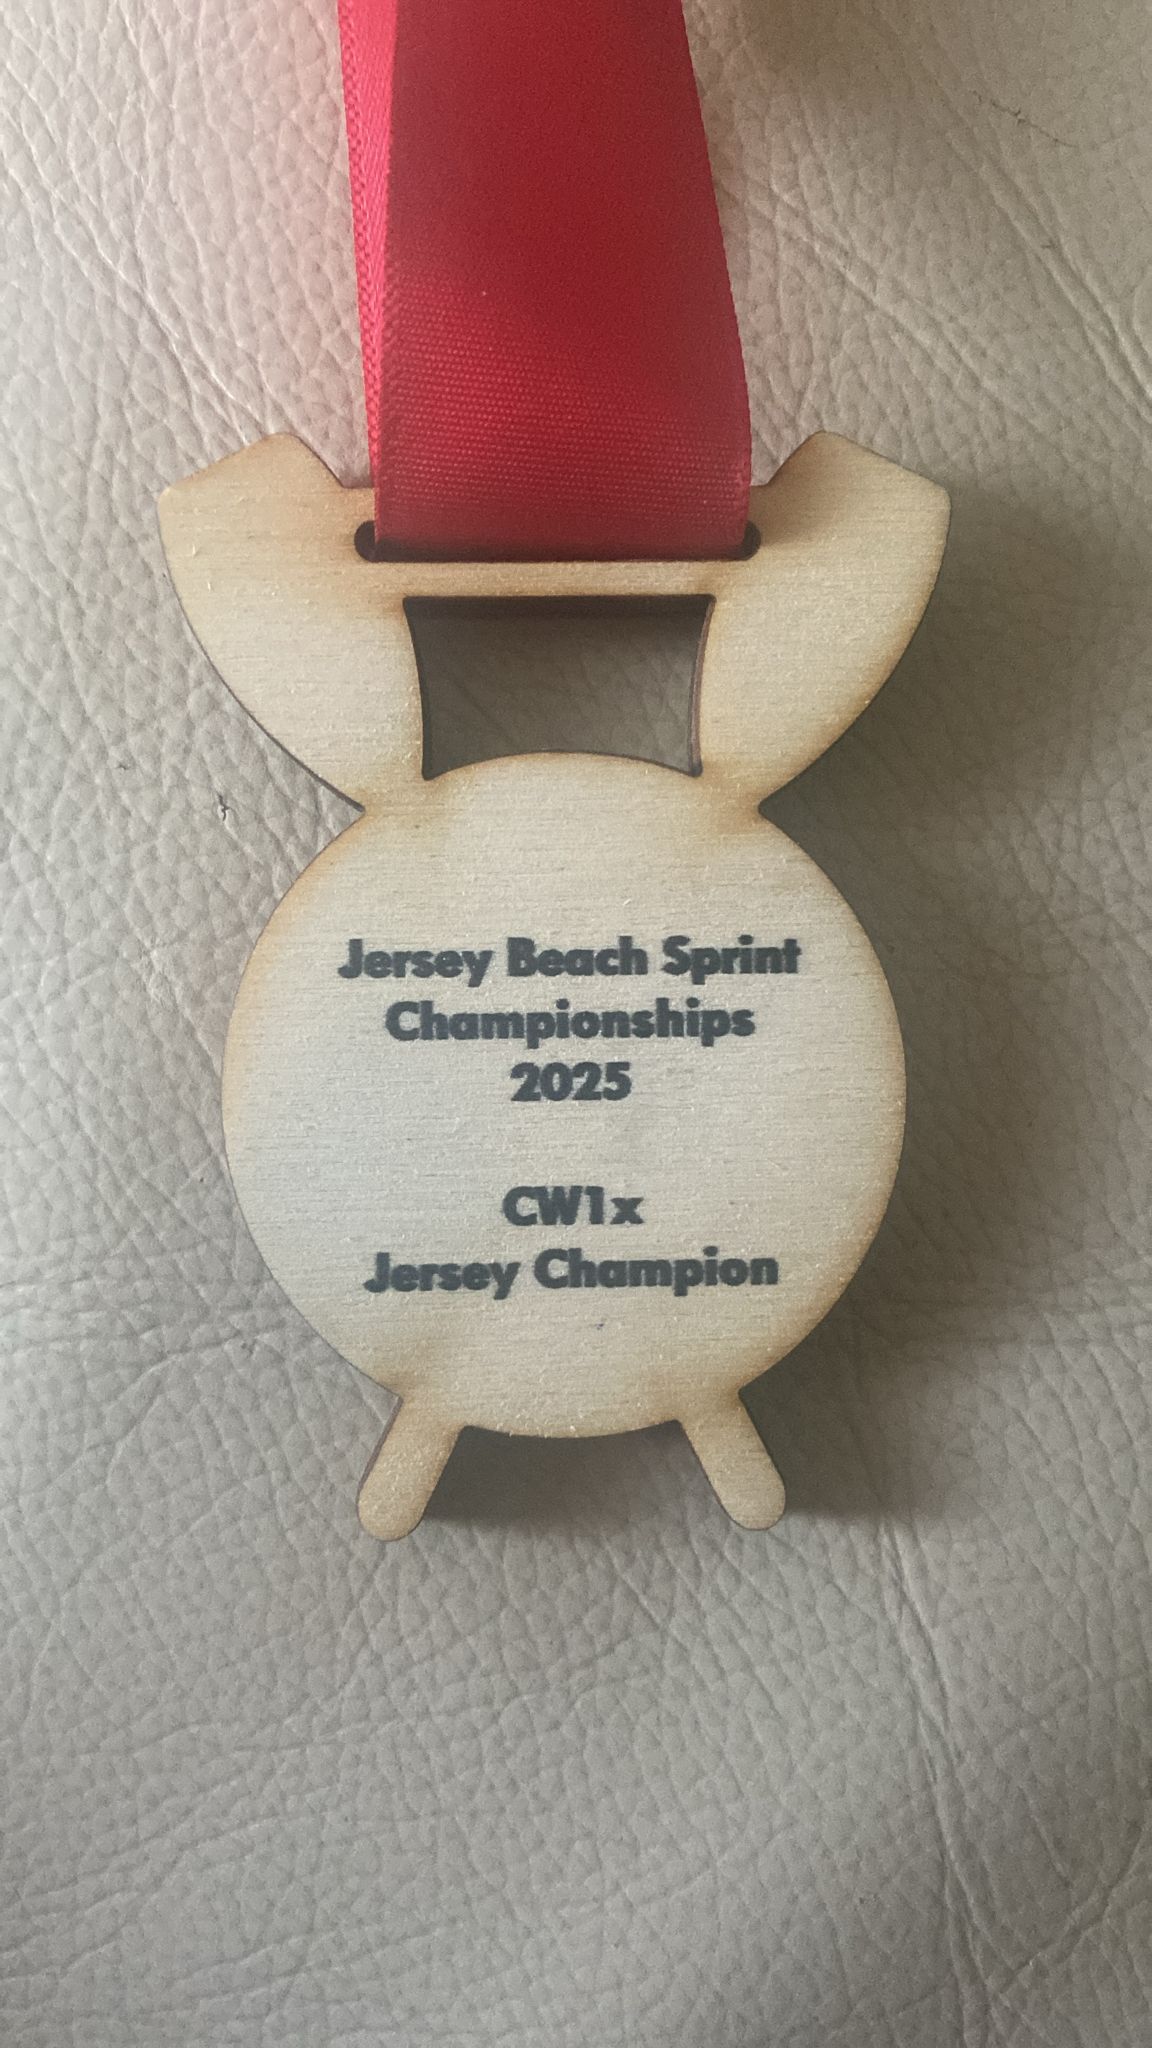 Jersey Beach Sprint
Championships
2025
CW1x
Jersey Champion